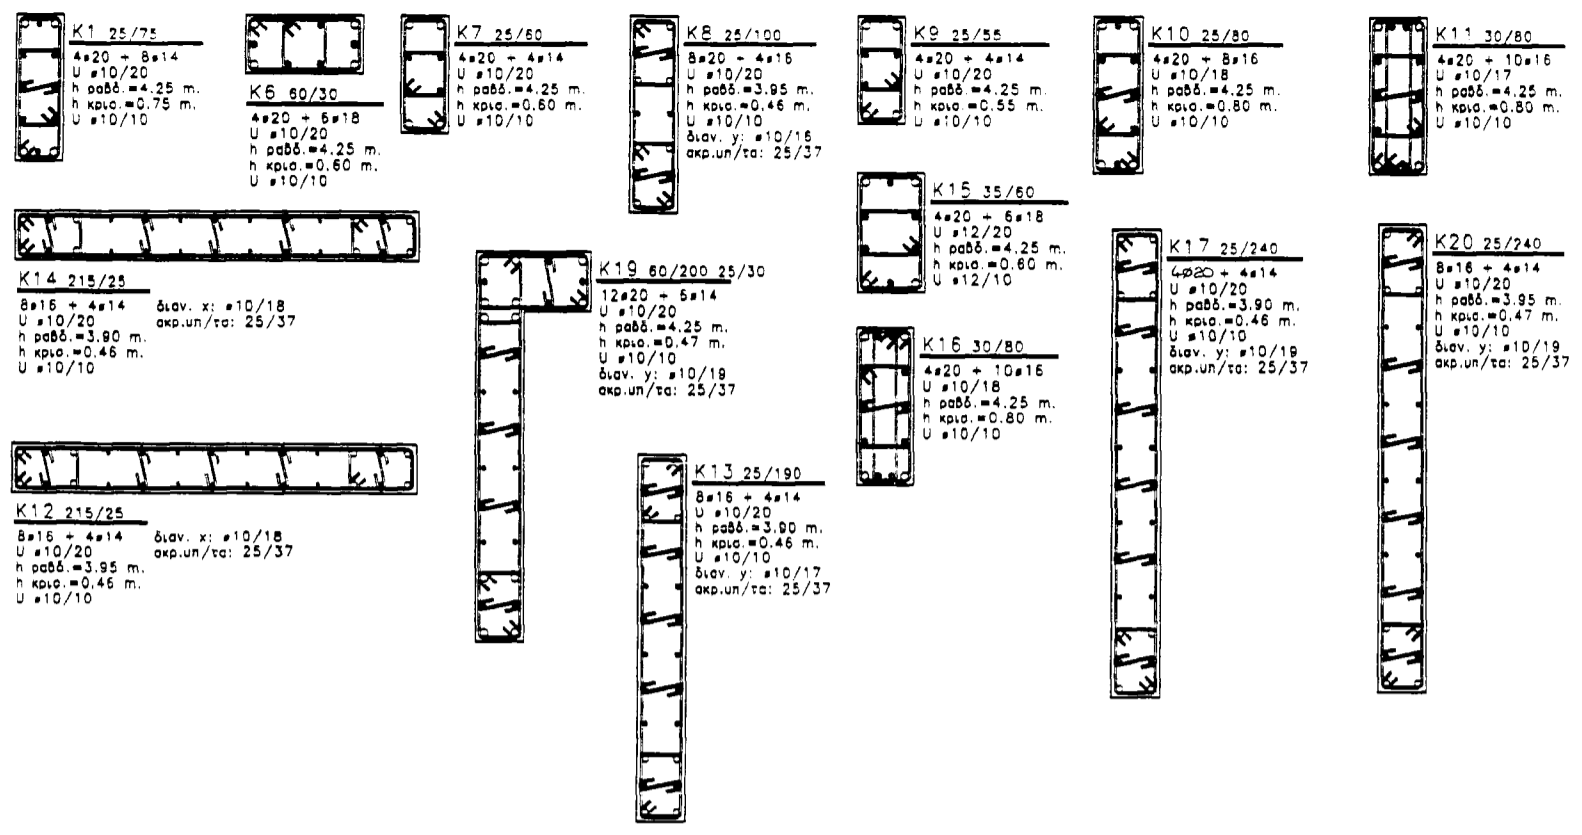 K1 25/75
4ø20 + 8ø14
U ø10/20
h ραβδ.=4.25 m.
h κρισ.=0.75 m.
U ø10/10
K6 60/30
4ø20 + 6ø18
U ø10/20
h ραβδ.=4.25 m.
h κρισ.=0.60 m.
U ø10/10
K7 25/60
4ø20 + 4ø14
U ø10/20
h ραβδ.=4.25 m.
h κρισ.=0.60 m.
U ø10/10
K8 25/100
8ø20 + 4ø16
U ø10/20
h ραβδ.=3.95 m.
h κρισ.=0.46 m.
U ø10/10
διαν. y: ø10/16
ακρ.υπ/τα: 25/37
K9 25/55
4ø20 + 4ø14
U ø10/20
h ραβδ.=4.25 m.
h κρισ.=0.55 m.
U ø10/10
K10 25/80
4ø20 + 8ø16
U ø10/18
h ραβδ.=4.25 m.
h κρισ.=0.80 m.
U ø10/10
K11 30/80
4ø20 + 10ø16
U ø10/17
h ραβδ.=4.25 m.
h κρισ.=0.80 m.
U ø10/10
K14 215/25
8ø16 + 4ø14 διαν. x: ø10/18
U ø10/20 ακρ.υπ/τα: 25/37
h ραβδ.=3.90 m.
h κρισ.=0.46 m.
U ø10/10
K19 60/200 25/30
12ø20 + 6ø14
U ø10/20
h ραβδ.=4.25 m.
h κρισ.=0.47 m.
U ø10/10
διαν. y: ø10/19
ακρ.υπ/τα: 25/37
K15 35/60
4ø20 + 6ø18
U ø12/20
h ραβδ.=4.25 m.
h κρισ.=0.60 m.
U ø12/10
K17 25/240
4ø20 + 4ø14
U ø10/20
h ραβδ.=3.90 m.
h κρισ.=0.46 m.
U ø10/10
διαν. y: ø10/19
ακρ.υπ/τα: 25/37
K20 25/240
8ø16 + 4ø14
U ø10/20
h ραβδ.=3.95 m.
h κρισ.=0.47 m.
U ø10/10
διαν. y: ø10/19
ακρ.υπ/τα: 25/37
K16 30/80
4ø20 + 10ø16
U ø10/18
h ραβδ.=4.25 m.
h κρισ.=0.80 m.
U ø10/10
K12 215/25
8ø16 + 4ø14 διαν. x: ø10/18
U ø10/20 ακρ.υπ/τα: 25/37
h ραβδ.=3.95 m.
h κρισ.=0.46 m.
U ø10/10
K13 25/190
8ø16 + 4ø14
U ø10/20
h ραβδ.=3.90 m.
h κρισ.=0.46 m.
U ø10/10
διαν. y: ø10/17
ακρ.υπ/τα: 25/37